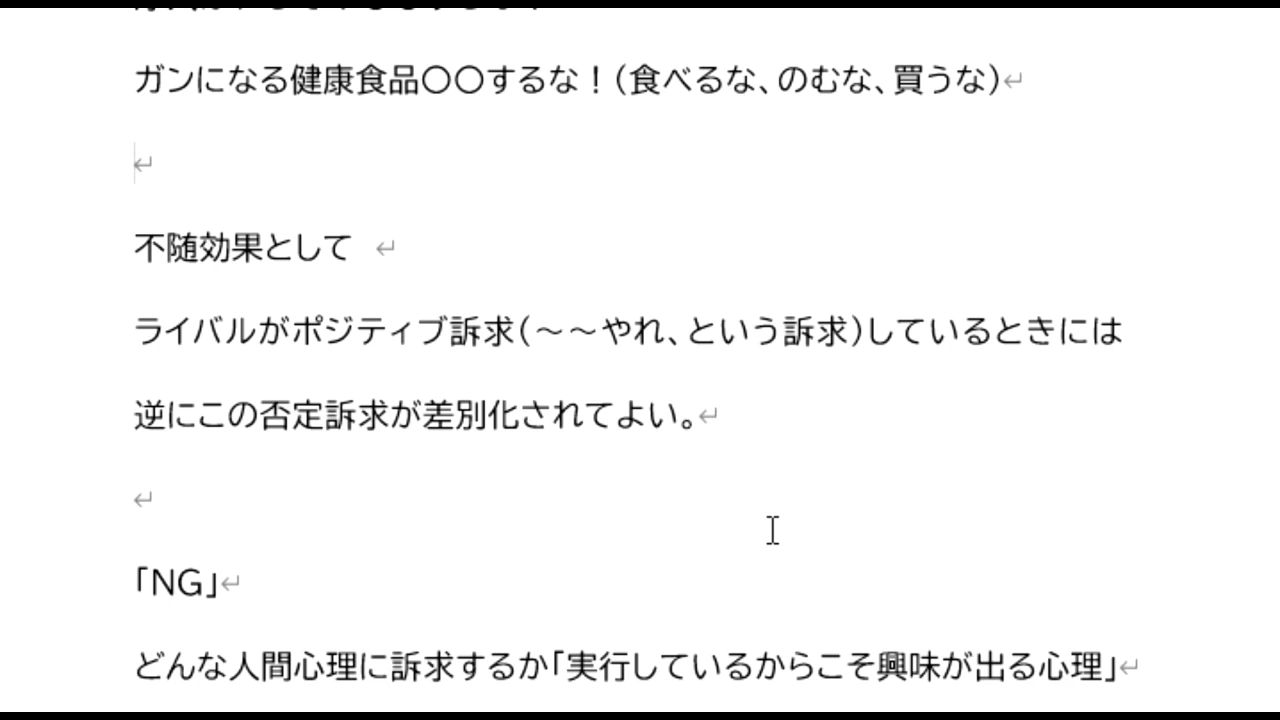 ガンになる健康食品〇〇するな！（食べるな、のむな、買うな）
不随効果として
ライバルがポジティブ訴求（～～やれ、という訴求）しているときには
逆にこの否定訴求が差別化されてよい。
「NG」
どんな人間心理に訴求するか「実行しているからこそ興味が出る心理」